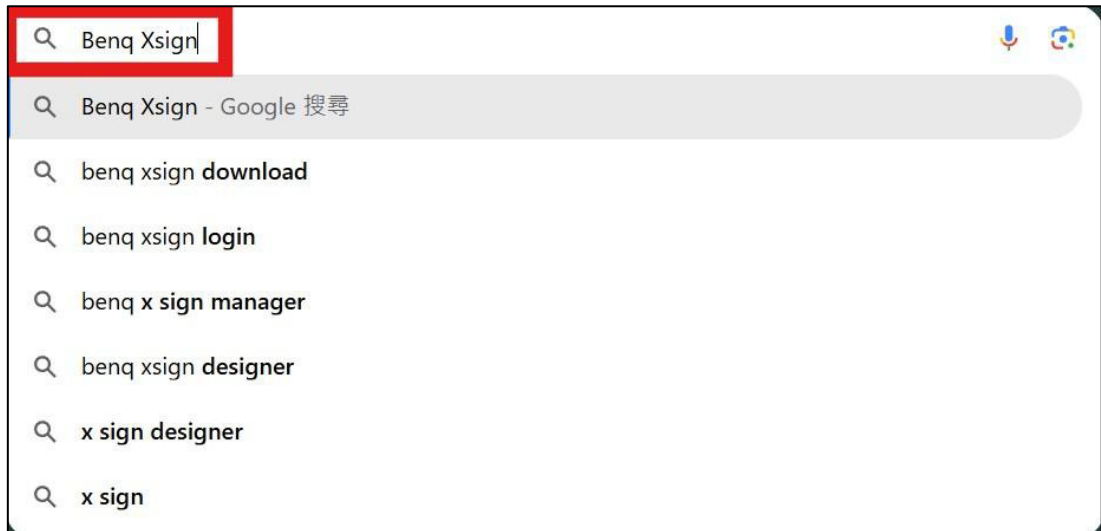 Benq Xsign
Benq Xsign - Google 搜尋
benq xsign download
benq xsign login
benq x sign manager
benq xsign designer
x sign designer
x sign